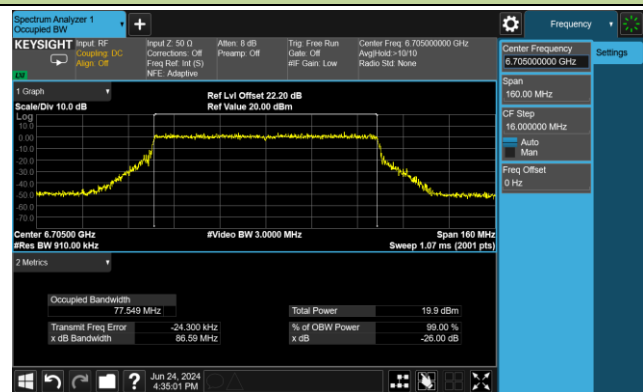 Spectrum Analyzer 1
Occupied BW
Frequency
KEYSIGHT
Input: RF
Coupling: DC
Align: Off
Input Z: 50 Ω
Corrections: Off
Freq Ref: Int (S)
NFE: Adaptive
Atten: 8 dB
Preamp: Off
Trig: Free Run
Gate: Off
#IF Gain: Low
Center Freq: 6.705000000 GHz
Avg|Hold:>10/10
Radio Std: None
LW
1 Graph
Scale/Div 10.0 dB
Ref Lvl Offset 22.20 dB
Ref Value 20.00 dBm
Log
10.0
0.00
-10.0
-20.0
-30.0
-40.0
-50.0
-60.0
-70.0
Center 6.70500 GHz
#Res BW 910.00 kHz
#Video BW 3.0000 MHz
Span 160 MHz
Sweep 1.07 ms (2001 pts)
2 Metrics
Occupied Bandwidth
77.549 MHz
Total Power 19.9 dBm
Transmit Freq Error -24.300 kHz
% of OBW Power 99.00 %
x dB Bandwidth 86.59 MHz
x dB -26.00 dB
Center Frequency
6.705000000 GHz
Settings
Span
160.00 MHz
CF Step
16.000000 MHz
Auto
Man
Freq Offset
0 Hz
?
Jun 24, 2024
4:35:01 PM